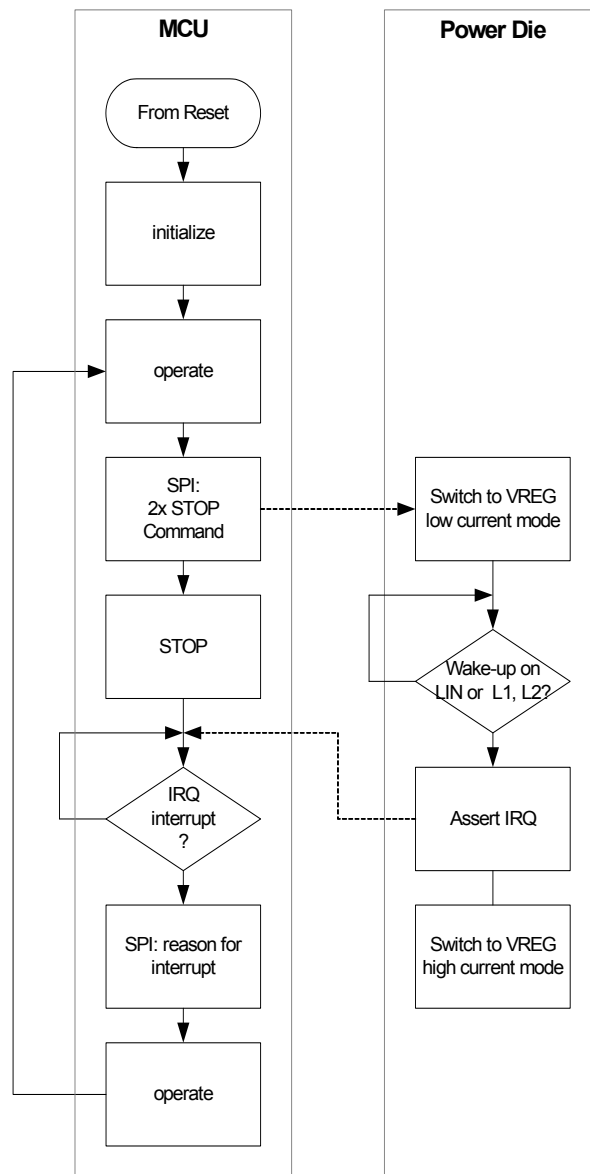 MCU
From Reset
initialize
operate
SPI:
2x STOP
Command
STOP
IRQ
interrupt
?
SPI: reason for
interrupt
operate
Power Die
Switch to VREG
low current mode
Wake-up on
LIN or L1, L2?
Assert IRQ
Switch to VREG
high current mode